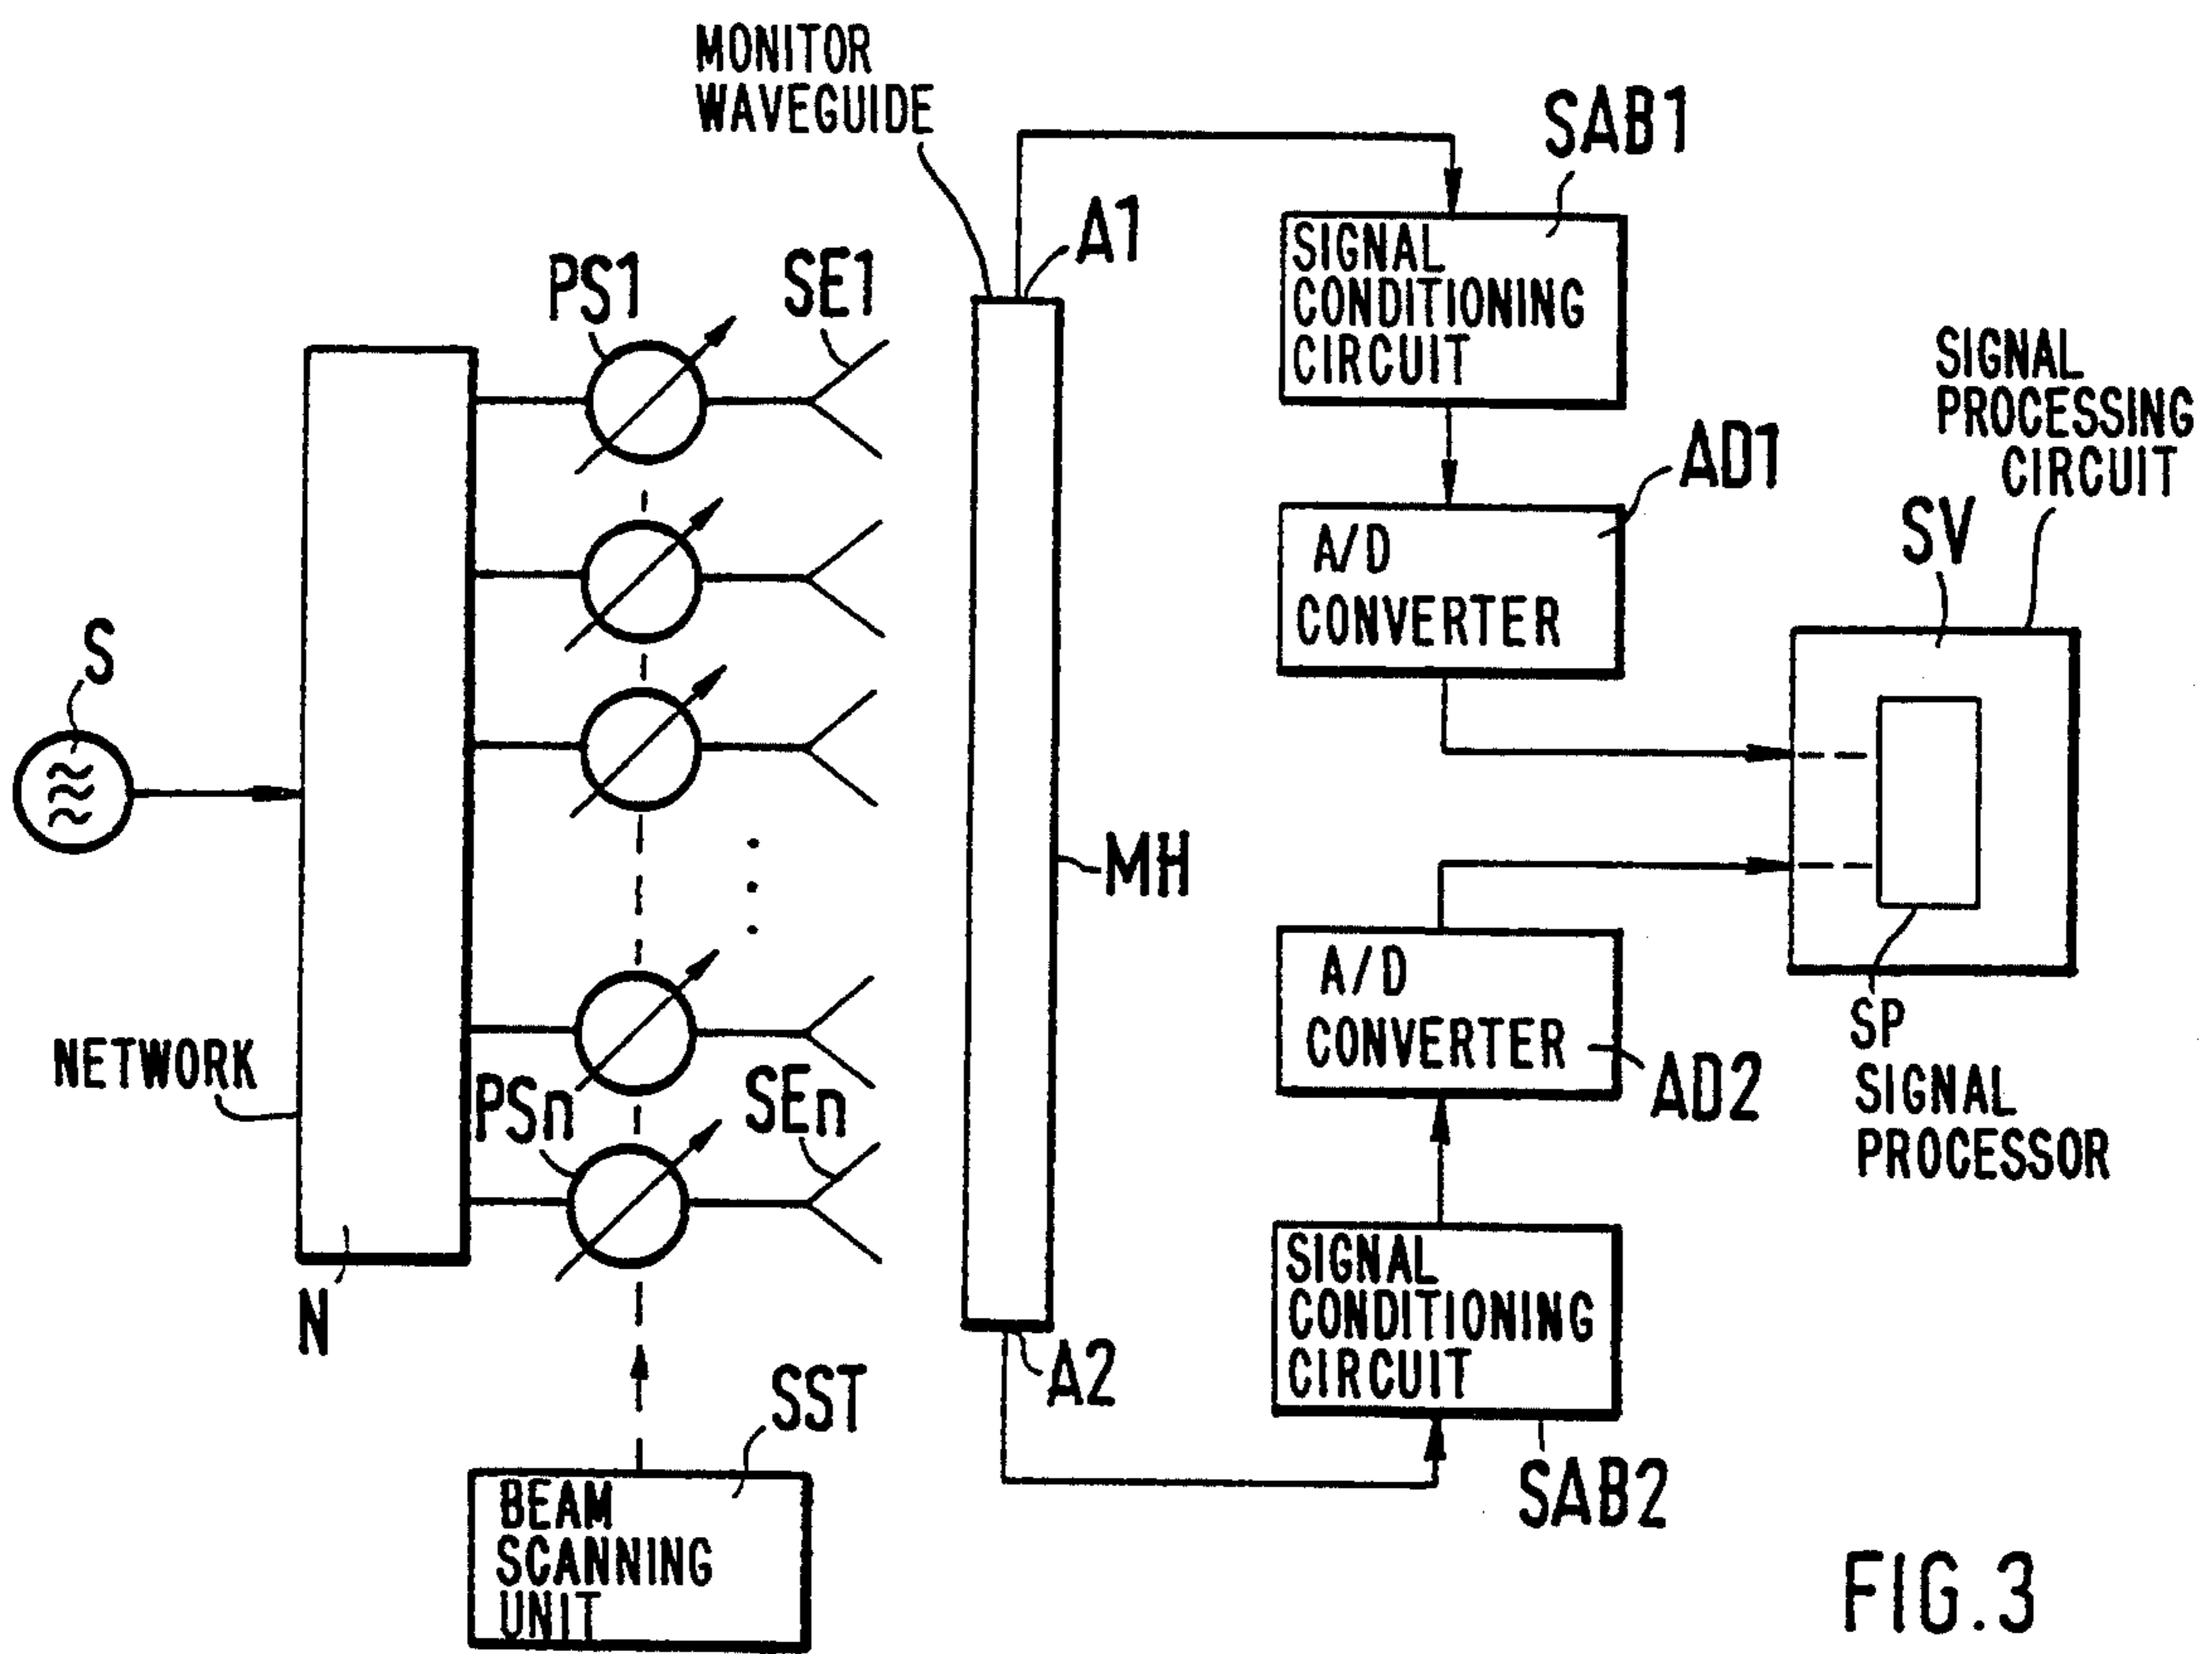 MONITOR
WAVEGUIDE
SAB1
A1
SIGNAL
CONDITIONING
CIRCUIT
PS1
SE1
SIGNAL
PROCESSING
CIRCUIT
AD1
SV
A/D
CONVERTER
S
MH
A/D
CONVERTER
SP
SIGNAL
PROCESSOR
NETWORK
AD2
PSn
SEn
SIGNAL
CONDITIONING
CIRCUIT
N
A2
SST
SAB2
BEAM
SCANNING
UNIT
FIG.3